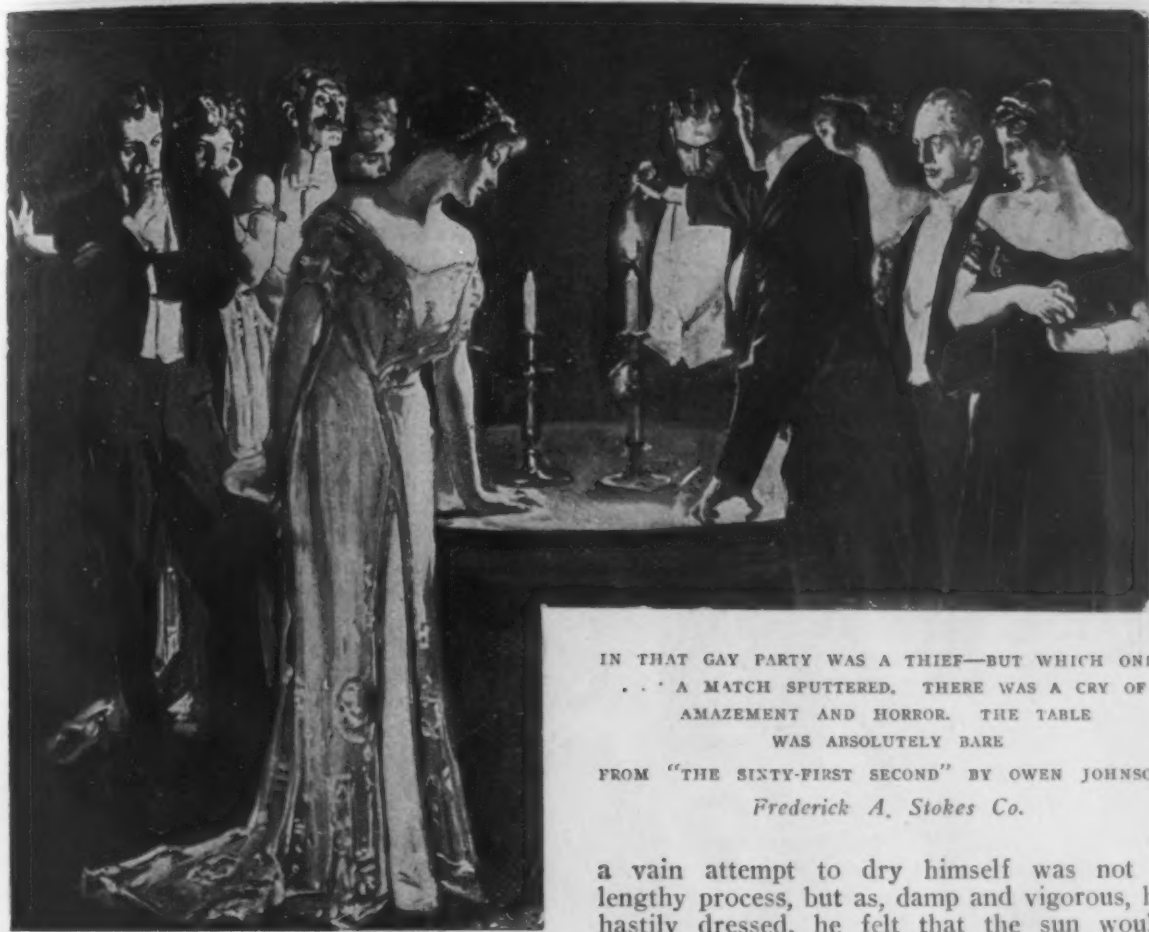 IN THAT GAY PARTY WAS A THIEF—BUT WHICH
. . . A MATCH SPUTTERED. THERE WAS A CRY OF
AMAZEMENT AND HORROR. THE TABLE
WAS ABSOLUTELY BARE
FROM "THE SIXTY-FIRST SECOND" BY OWEN
Frederick A. Stokes Co.
a vain attempt to dry himself was not
lengthy process, but as, damp and vigorous,
hastily dressed, he felt that the sun